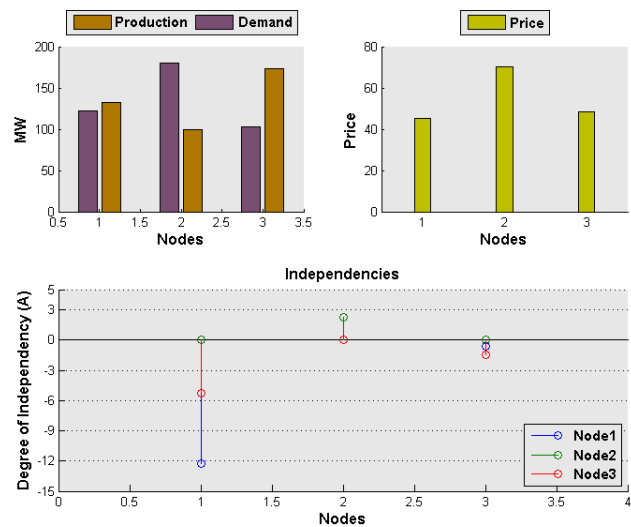 Production Demand
Price
200
150
100
50
0
MW
0.5 1 1.5 2 2.5 3 3.5
Nodes
80
60
40
20
0
Price
1 2 3
Nodes
Independencies
Degree of Independency (A)
5
3
0
-3
-6
-9
-12
-15
0 0.5 1 1.5 2 2.5 3 3.5 4
Nodes
Node1
Node2
Node3